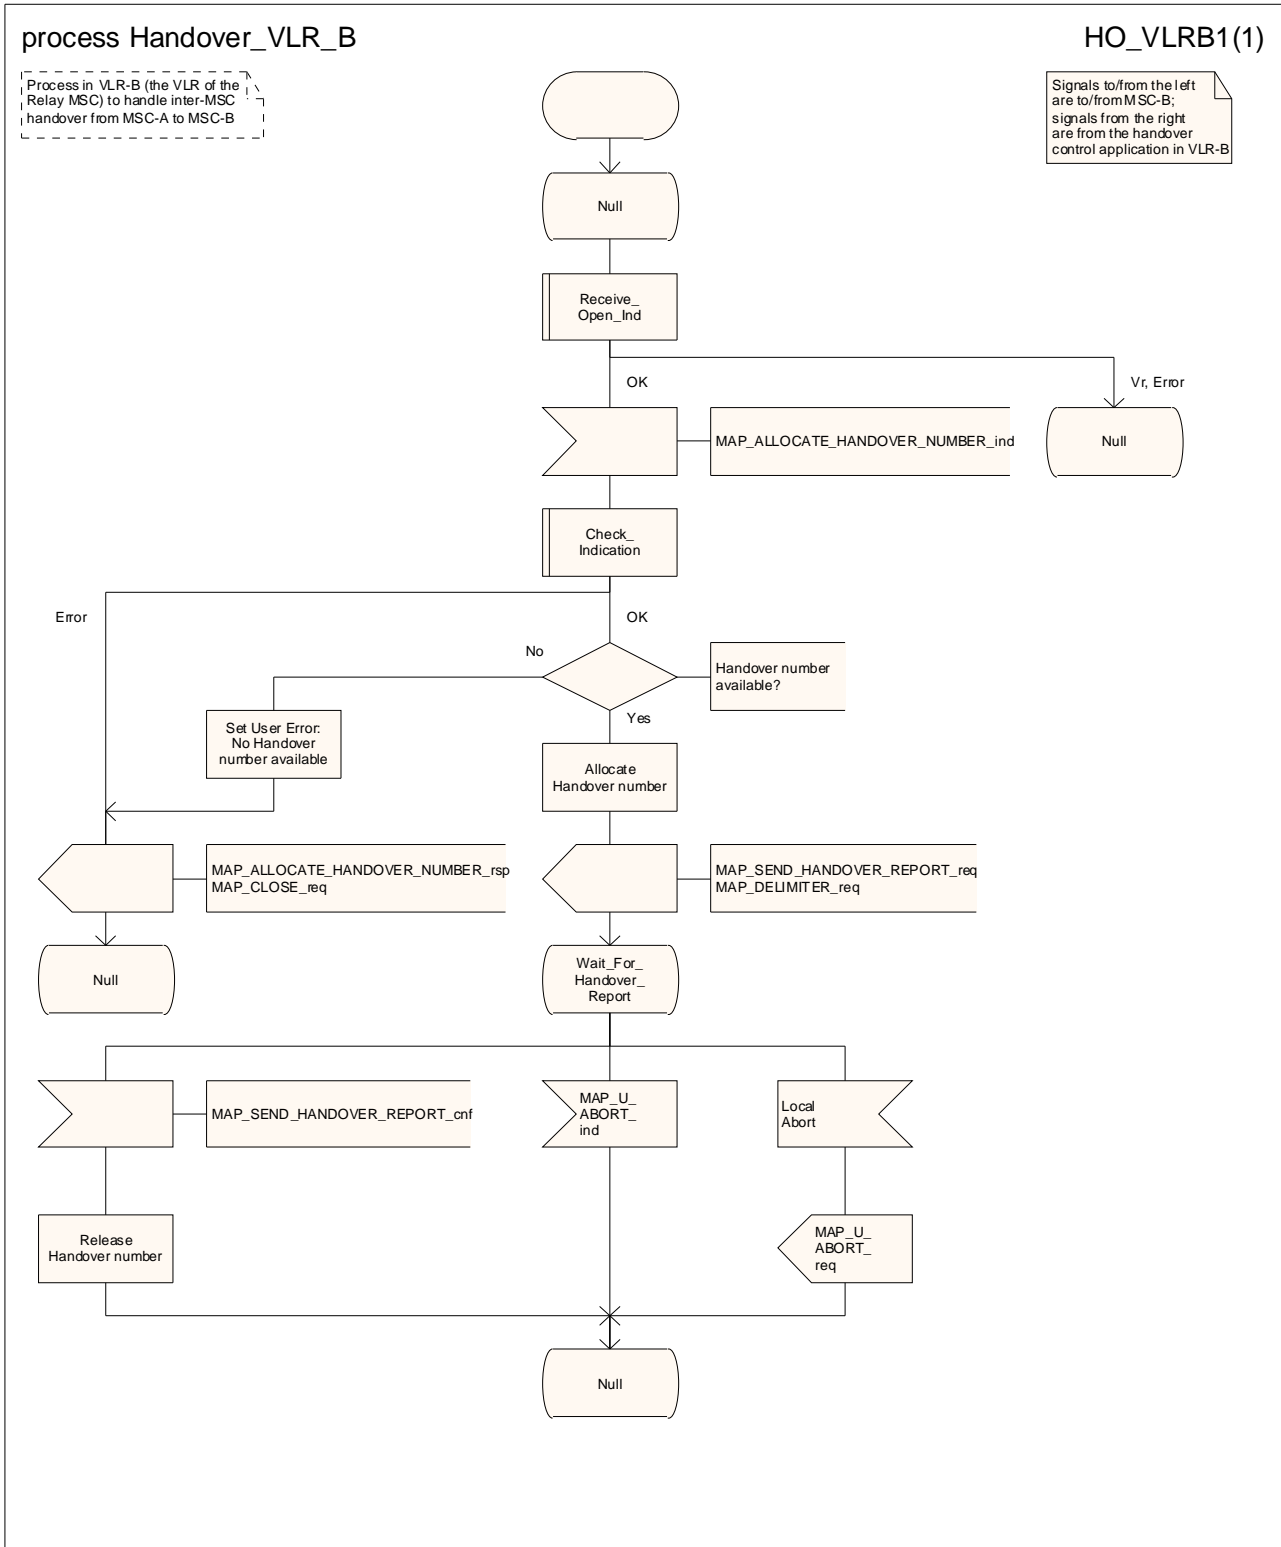 process Handover_VLR_B
HO_VLRB1(1)
Process in VLR-B (the VLR of the
Relay MSC) to handle inter-MSC
handover from MSC-A to MSC-B
Signals to/from the left
are to/from MSC-B;
signals from the right
are from the handover
control application in VLR-B
Null
Receive_
Open_Ind
OK
Vr, Error
MAP_ALLOCATE_HANDOVER_NUMBER_ind
Null
Check_
Indication
Error
OK
No
Handover number
available?
Yes
Set User Error:
No Handover
number available
Allocate
Handover number
MAP_ALLOCATE_HANDOVER_NUMBER_rsp
MAP_CLOSE_req
MAP_SEND_HANDOVER_REPORT_req
MAP_DELIMITER_req
Null
Wait_For_
Handover_
Report
MAP_SEND_HANDOVER_REPORT_cnf
MAP_U_
ABORT_
ind
Local
Abort
Release
Handover number
MAP_U_
ABORT_
req
Null